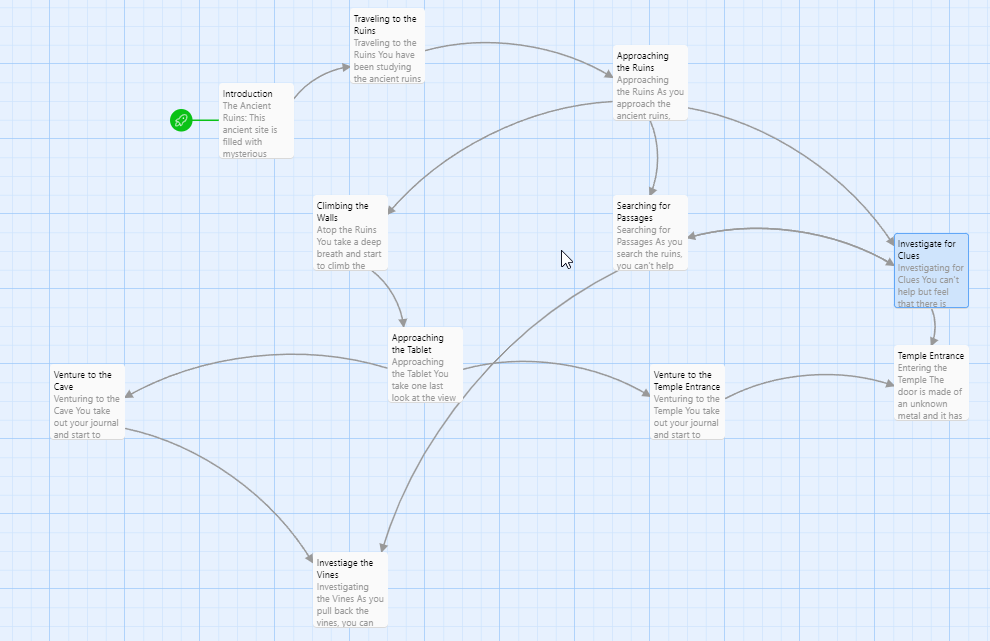 Traveling to the
Ruins
Traveling to the
Ruins You have
been studying
the ancient ruins
Approaching
the Ruins
Approaching
the Ruins As you
approach the
ancient ruins,
Introduction
The Ancient
Ruins: This
ancient site is
filled with
mysterious
Climbing the
Walls
Atop the Ruins
You take a deep
breath and start
to climb the
Searching for
Passages
Searching for
Passages As you
search the ruins,
you can't help
Investigate for
Clues
Investigating for
Clues You can't
help but feel
that there is
Approaching
the Tablet
Approaching
the Tablet You
take one last
look at the view
Temple Entrance
Entering the
Temple The
door is made of
an unknown
metal and it has
Venture to the
Cave
Venturing to the
Cave You take
out your journal
and start to
Venture to the
Temple Entrance
Venturing to the
Temple You take
out your journal
and start to
Investiage the
Vines
Investigating
the Vines As you
pull back the
vines, you can